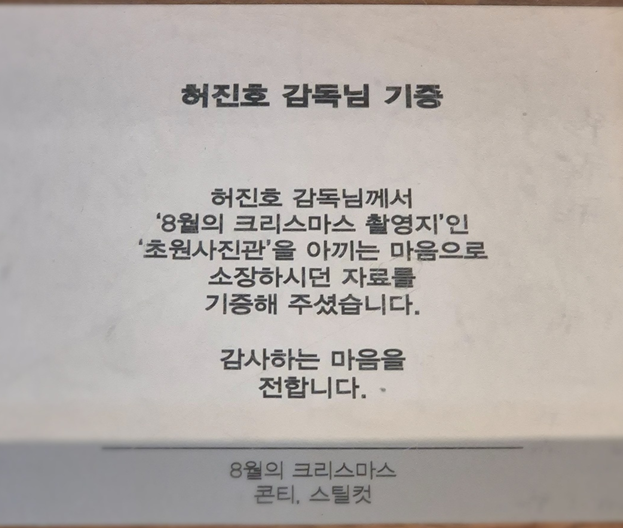 허진호 감독님 기증
허진호 감독님께서
‘8월의 크리스마스 촬영지’인
‘초원사진관’을 아끼는 마음으로
소장하시던 자료를
기증해 주셨습니다.
감사하는 마음을
전합니다.
8월의 크리스마스
콘티, 스틸컷